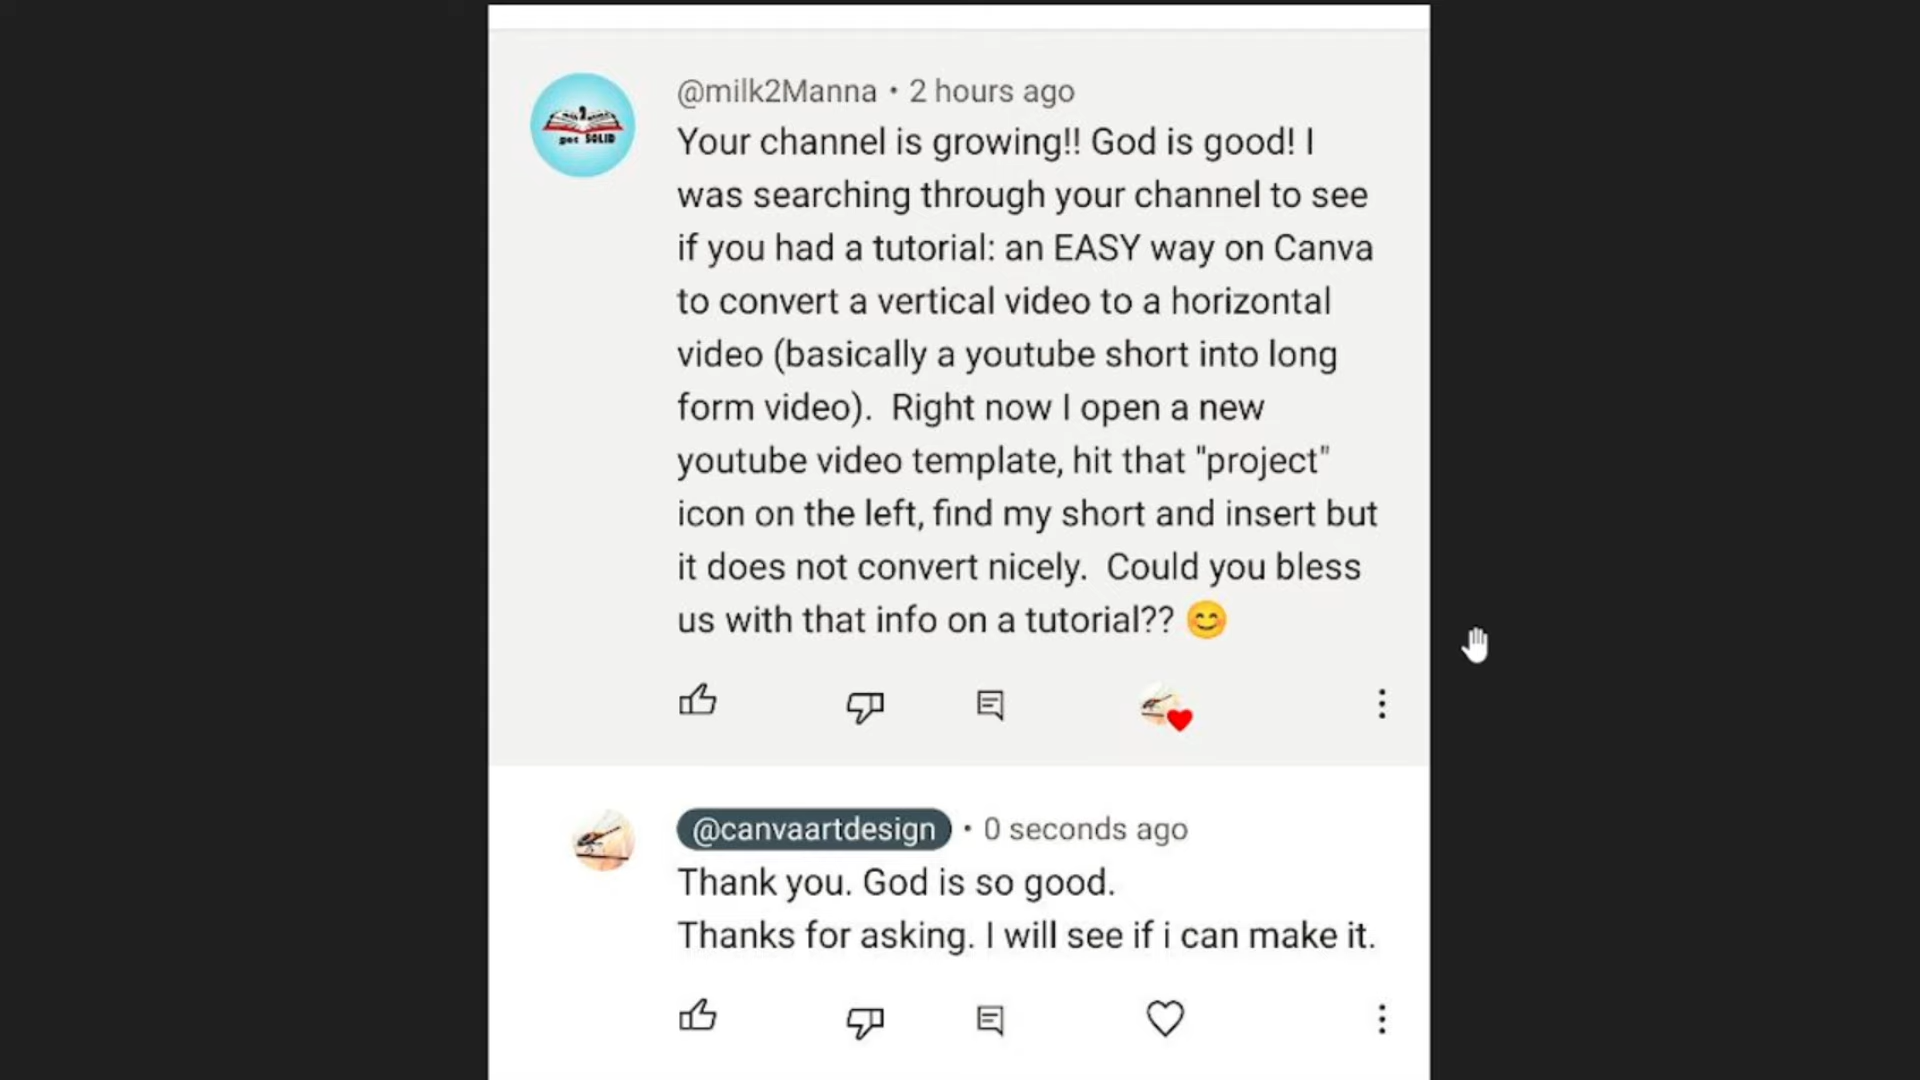 @milk2Manna • 2 hours ago
Your channel is growing!! God is good! I
was searching through your channel to see
if you had a tutorial: an EASY way on Canva
to convert a vertical video to a horizontal
video (basically a youtube short into long
form video).  Right now I open a new
youtube video template, hit that "project"
icon on the left, find my short and insert but
it does not convert nicely.  Could you bless
us with that info on a tutorial?? 😊
get SOLID
@canvaartdesign • 0 seconds ago
Thank you. God is so good.
Thanks for asking. I will see if i can make it.